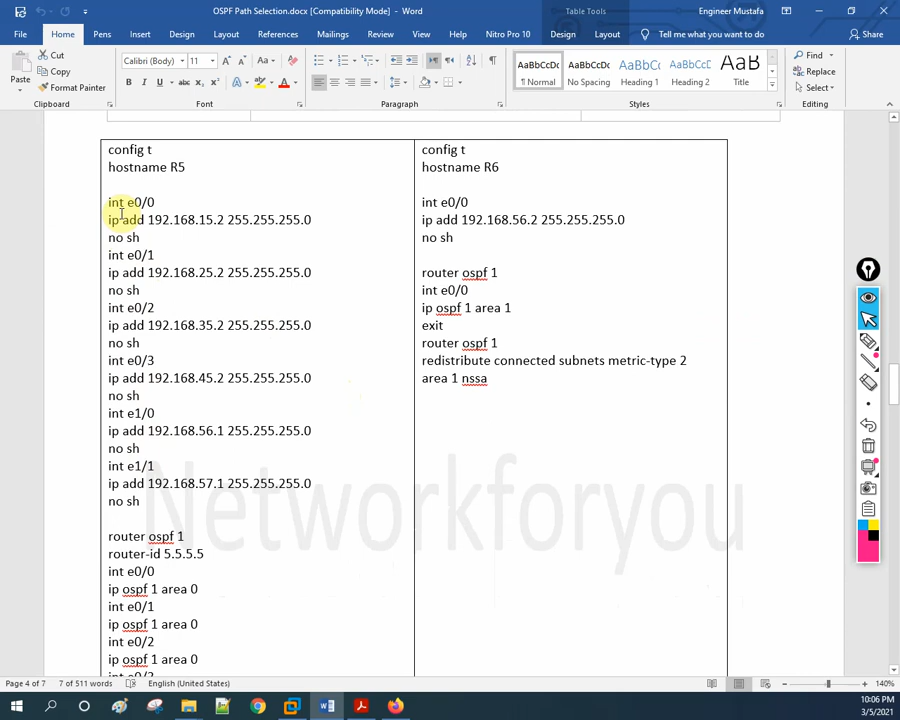 OSPF Path Selection.docx [Compatibility Mode] - Word
Table Tools
Engineer Mustafa
File
Home
Pens
Insert
Design
Layout
References
Mailings
Review
View
Help
Nitro 10
Design
Layout
Tell me what you want to do
Share
Paste
Cut
Copy
Format Painter
Clipboard
Calibri (Body)
11
B I U abc X₂ X²
Font
Paragraph
AaBbCcDc
¶ Normal
AaBbCcDc
No Spacing
AaBbCc
Heading 1
AaBbCcC
Heading 2
AaB
Title
Styles
Find
Replace
Select
Editing
config t
hostname R5
int e0/0
ip add 192.168.15.2 255.255.255.0
no sh
int e0/1
ip add 192.168.25.2 255.255.255.0
no sh
int e0/2
ip add 192.168.35.2 255.255.255.0
no sh
int e0/3
ip add 192.168.45.2 255.255.255.0
no sh
int e1/0
ip add 192.168.56.1 255.255.255.0
no sh
int e1/1
ip add 192.168.57.1 255.255.255.0
no sh
router ospf 1
router-id 5.5.5.5
int e0/0
ip ospf 1 area 0
int e0/1
ip ospf 1 area 0
int e0/2
ip ospf 1 area 0
int e0/3
config t
hostname R6
int e0/0
ip add 192.168.56.2 255.255.255.0
no sh
router ospf 1
int e0/0
ip ospf 1 area 1
exit
router ospf 1
redistribute connected subnets metric-type 2
area 1 nssa
Networkforyou
Page 4 of 7
7 of 511 words
English (United States)
140%
10:06 PM
3/5/2021